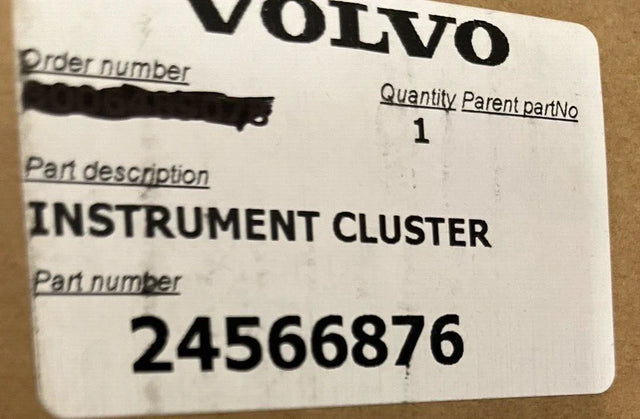 VOLVO
Order number
Quantity Parent partNo
1
Part description
INSTRUMENT CLUSTER
Part number
24566876